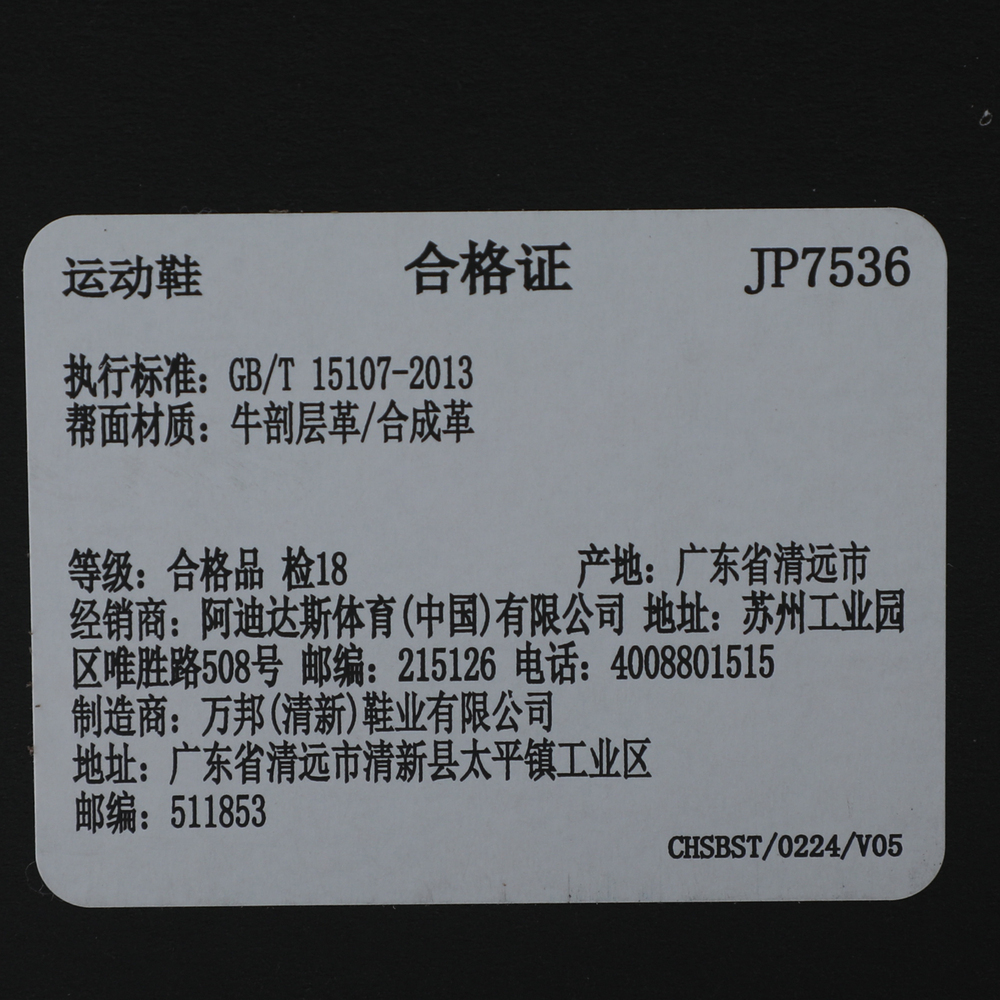 运动鞋 合格证 JP7536
执行标准：GB/T 15107-2013
帮面材质：牛剖层革/合成革
等级：合格品 检18 产地：广东省清远市
经销商：阿迪达斯体育(中国)有限公司 地址：苏州工业园
区唯胜路508号 邮编：215126 电话：4008801515
制造商：万邦(清新)鞋业有限公司
地址：广东省清远市清新县太平镇工业区
邮编：511853
CHSBST/0224/V05